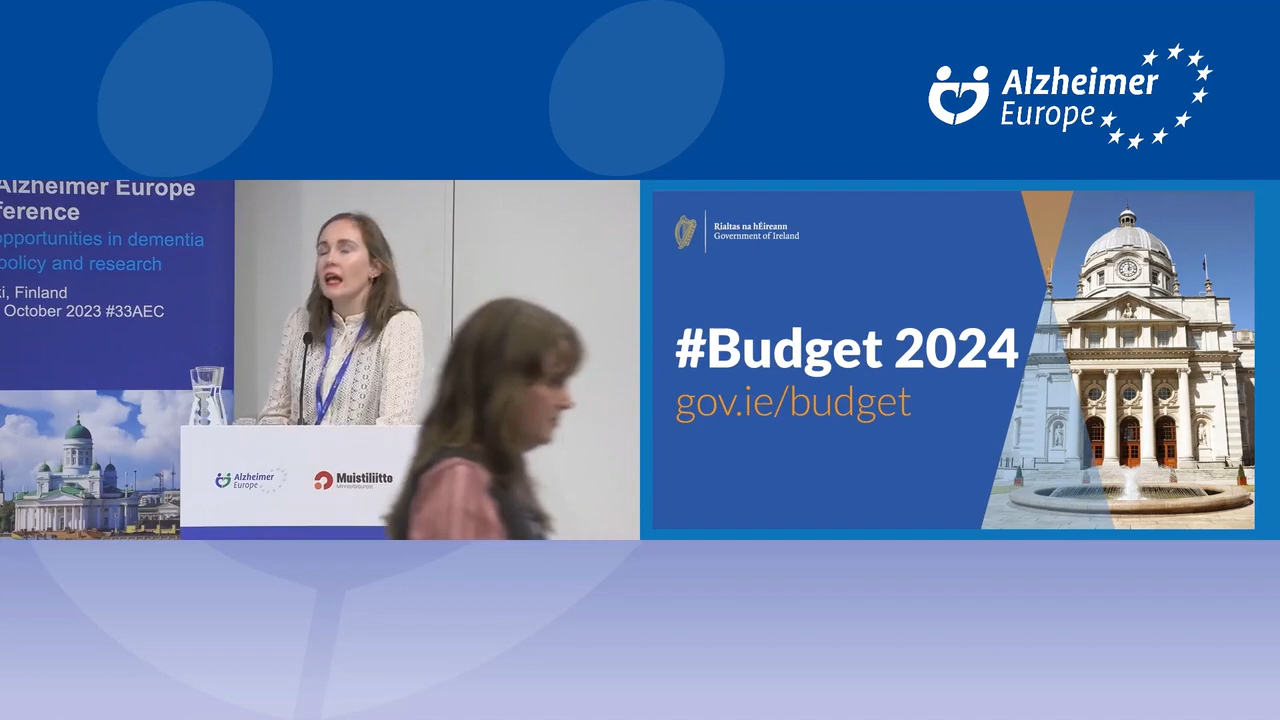 Alzheimer
Europe
Alzheimer Europe
ference
opportunities in dementia
policy and research
ki, Finland
October 2023 #33AEC
Alzheimer
Europe
Muistiliitto
Rialtas na hÉireann
Government of Ireland
#Budget 2024
gov.ie/budget